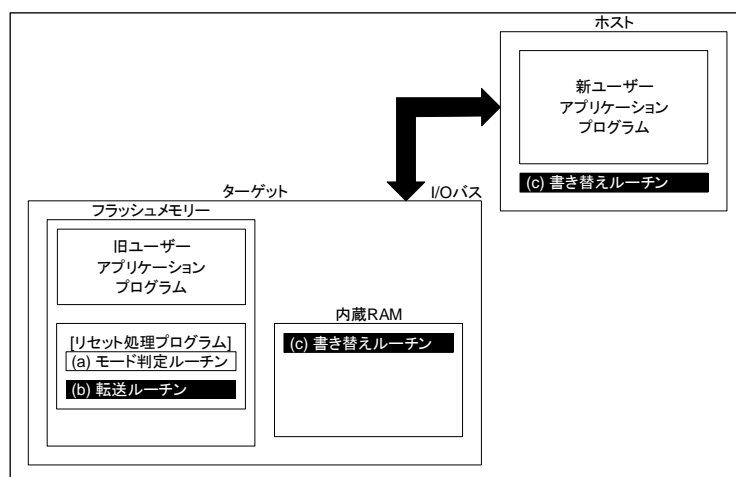 ホスト
新ユーザー
アプリケーション
プログラム
(c) 書き替えルーチン
ターゲット
I/Oバス
フラッシュメモリー
旧ユーザー
アプリケーション
プログラム
[リセット処理プログラム]
(a) モード判定ルーチン
(b) 転送ルーチン
内蔵RAM
(c) 書き替えルーチン